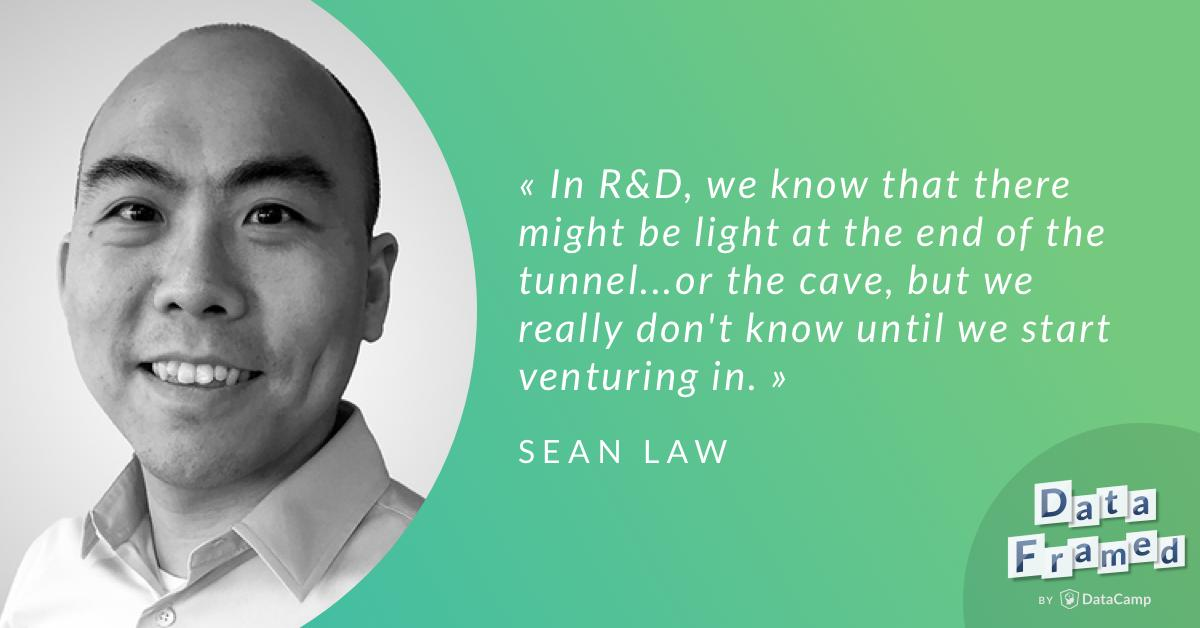 « In R&D, we know that there
might be light at the end of the
tunnel...or the cave, but we
really don't know until we start
venturing in. »
SEAN LAW
Data
Framed
BY DataCamp